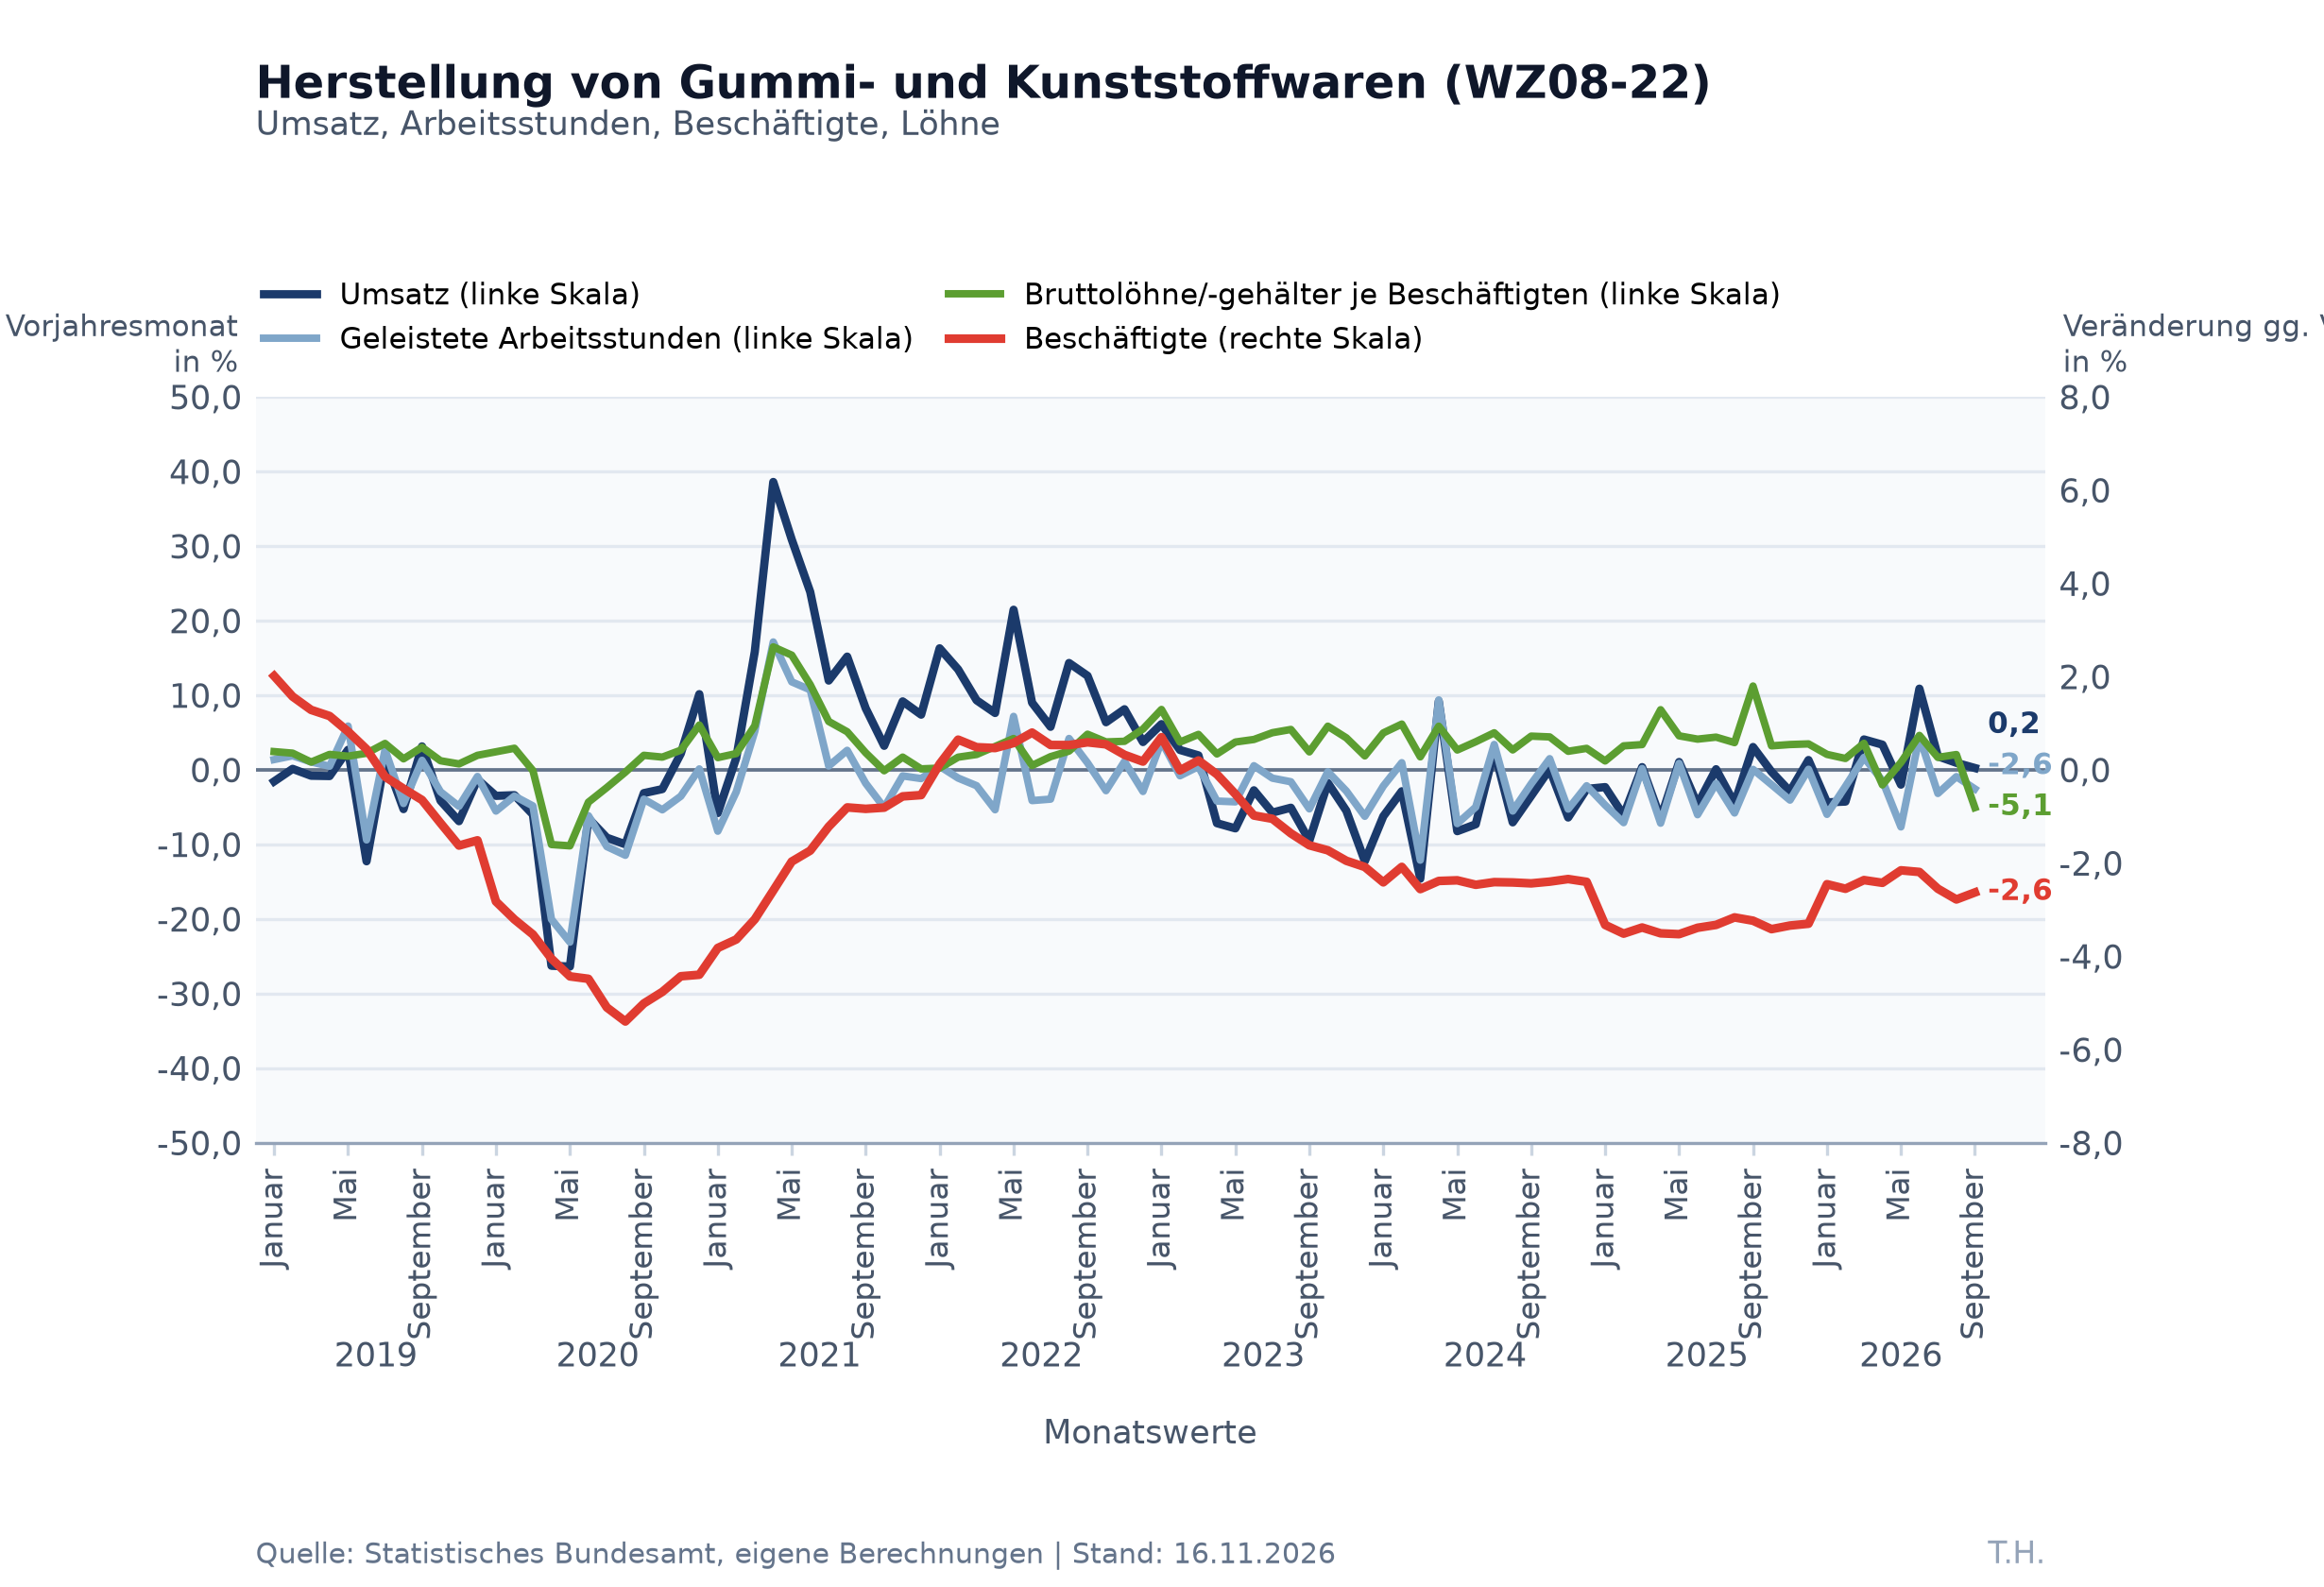 Herstellung von Gummi- und Kunststoffwaren (WZ08-22)
Umsatz, Arbeitsstunden, Beschäftigte, Löhne
Umsatz (linke Skala)
Geleistete Arbeitsstunden (linke Skala)
Bruttolöhne/-gehälter je Beschäftigten (linke Skala)
Beschäftigte (rechte Skala)
Vorjahresmonat
in %
Veränderung gg.
in %
50,0
40,0
30,0
20,0
10,0
0,0
-10,0
-20,0
-30,0
-40,0
-50,0
8,0
6,0
4,0
2,0
0,0
-2,0
-4,0
-6,0
-8,0
0,2
-2,6
-5,1
-2,6
Januar
Mai
September
Januar
Mai
September
Januar
Mai
September
Januar
Mai
September
Januar
Mai
September
Januar
Mai
September
Januar
Mai
September
Januar
Mai
September
2019
2020
2021
2022
2023
2024
2025
2026
Monatswerte
Quelle: Statistisches Bundesamt, eigene Berechnungen | Stand: 16.11.2026
T.H.